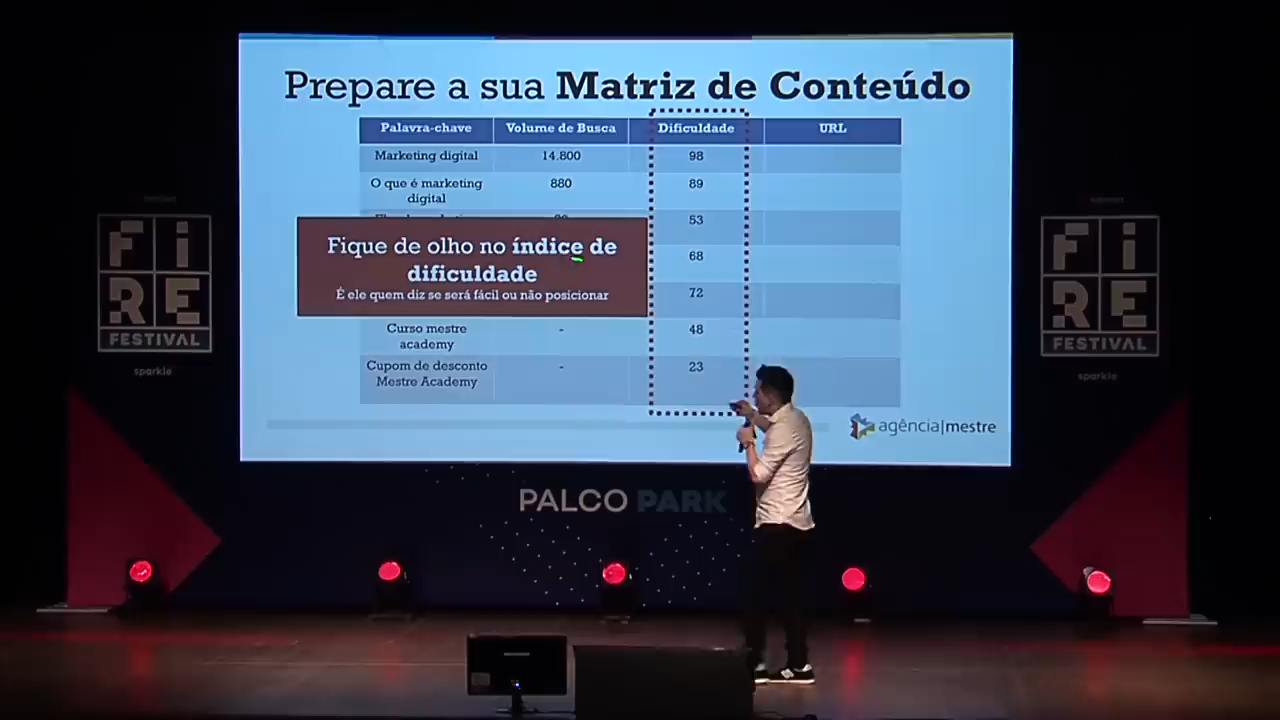 Prepare a sua Matriz de Conteúdo
Palavra-chave Volume de Busca Dificuldade URL
Marketing digital 14.800 98
O que é marketing digital 880 89
53
Fique de olho no índice de
dificuldade
É ele quem diz se será fácil ou não posicionar
68
72
Curso mestre academy - 48
Cupom de desconto Mestre Academy - 23
agência|mestre
FIRE
FESTIVAL
sparkle
FIRE
FESTIVAL
sparkle
PALCO PARK